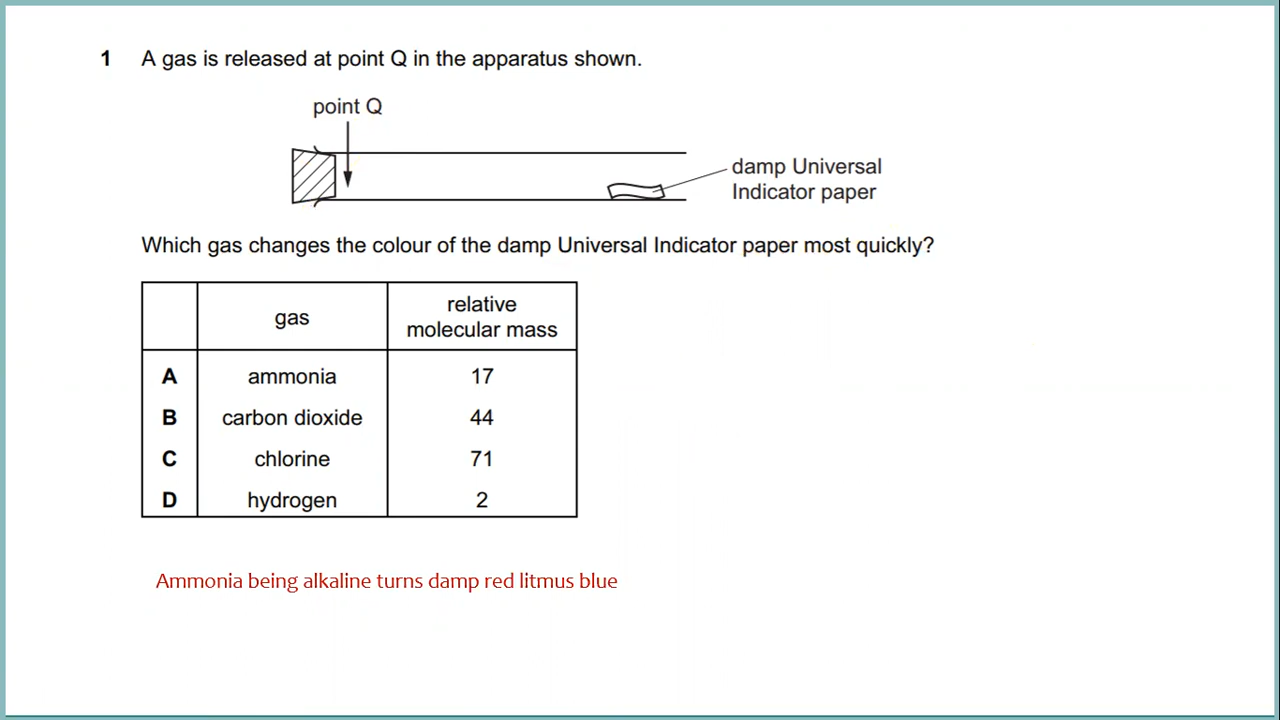 1 A gas is released at point Q in the apparatus shown.
point Q
damp Universal
Indicator paper
Which gas changes the colour of the damp Universal Indicator paper most quickly?
gas relative molecular mass
A ammonia 17
B carbon dioxide 44
C chlorine 71
D hydrogen 2
Ammonia being alkaline turns damp red litmus blue